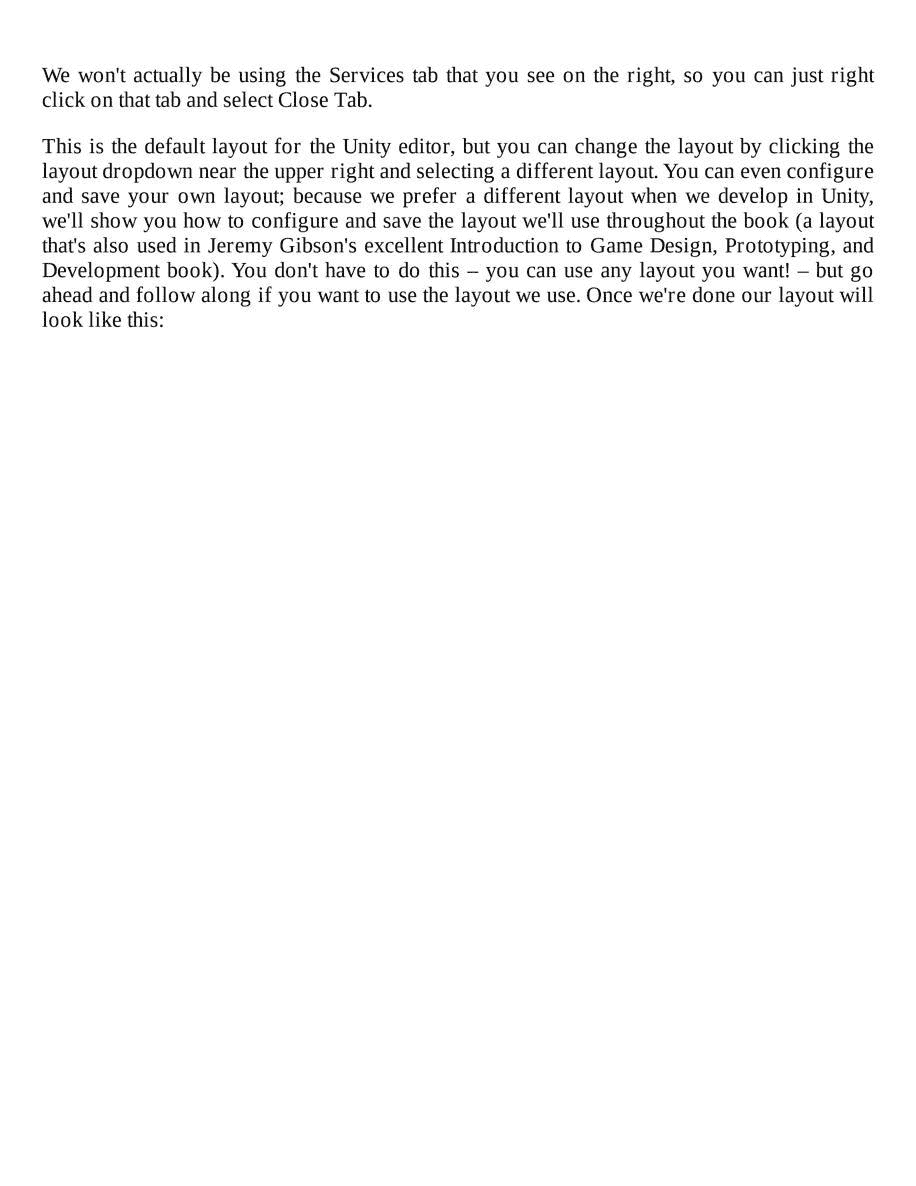 We won't actually be using the Services tab that you see on the right, so you can just right
click on that tab and select Close Tab.
This is the default layout for the Unity editor, but you can change the layout by clicking the
layout dropdown near the upper right and selecting a different layout. You can even configure
and save your own layout; because we prefer a different layout when we develop in Unity,
we'll show you how to configure and save the layout we'll use throughout the book (a layout
that's also used in Jeremy Gibson's excellent Introduction to Game Design, Prototyping, and
Development book). You don't have to do this – you can use any layout you want! – but go
ahead and follow along if you want to use the layout we use. Once we're done our layout will
look like this: